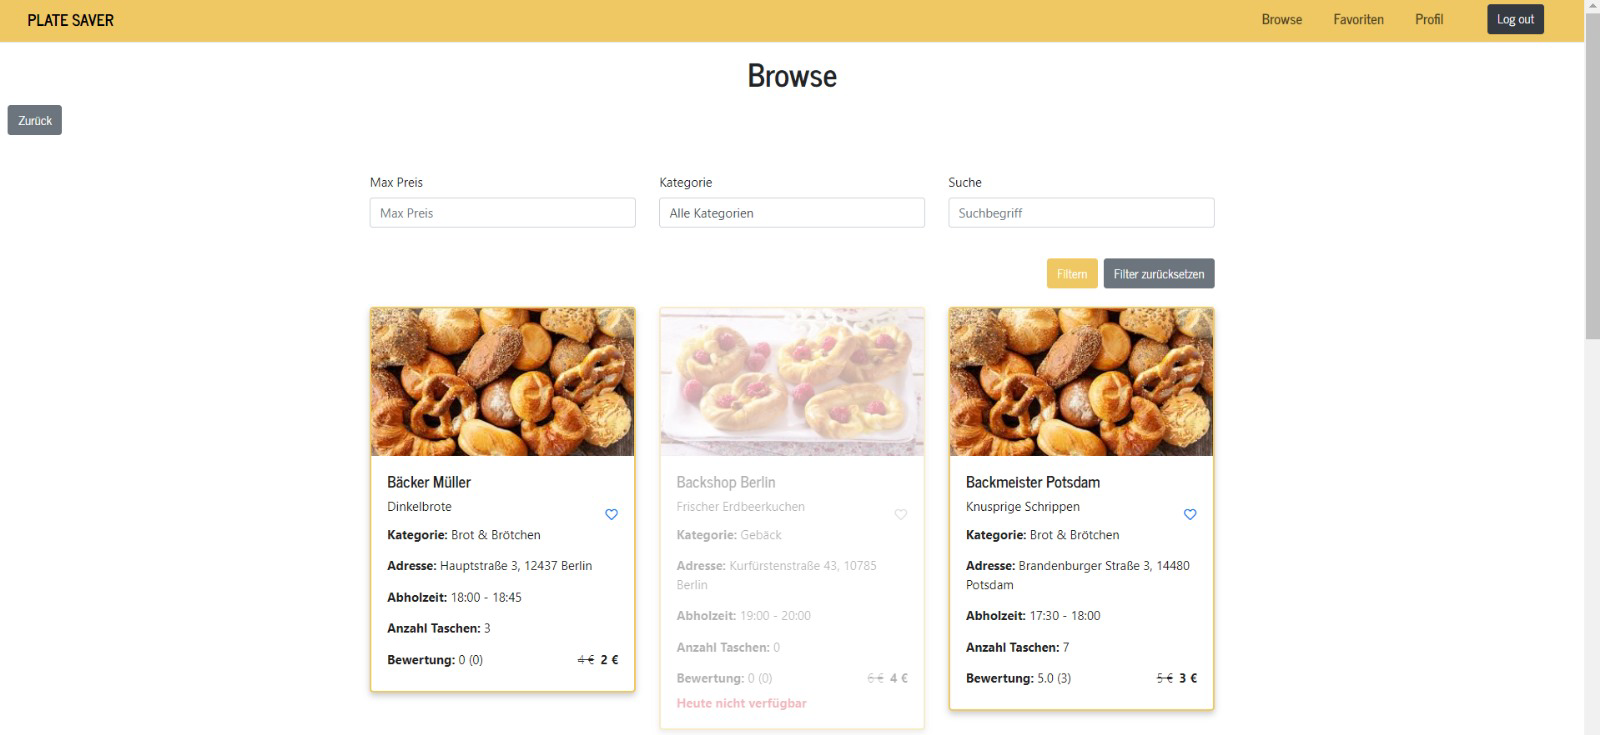 PLATE SAVER
Browse
Favoriten
Profil
Log out
Browse
Zurück
Max Preis
Kategorie
Suche
Max Preis
Alle Kategorien
Suchbegriff
Filtern
Filter zurücksetzen
Bäcker Müller
Dinkelbrote
Kategorie: Brot & Brötchen
Adresse: Hauptstraße 3, 12437 Berlin
Abholzeit: 18:00 - 18:45
Anzahl Taschen: 3
Bewertung: 0 (0)
4 € 2 €
Backshop Berlin
Frischer Erdbeerkuchen
Kategorie: Gebäck
Adresse: Kurfürstenstraße 43, 10785
Berlin
Abholzeit: 19:00 - 20:00
Anzahl Taschen: 0
Bewertung: 0 (0)
6 € 4 €
Heute nicht verfügbar
Backmeister Potsdam
Knusprige Schrippen
Kategorie: Brot & Brötchen
Adresse: Brandenburger Straße 3, 14480
Potsdam
Abholzeit: 17:30 - 18:00
Anzahl Taschen: 7
Bewertung: 5.0 (3)
5 € 3 €